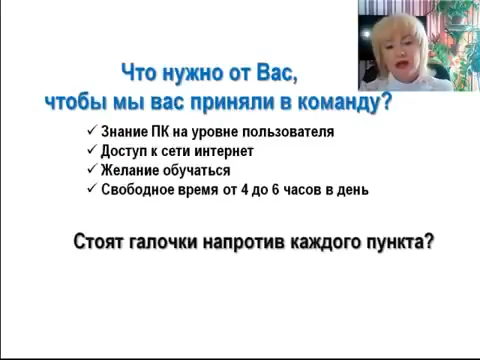 Что нужно от Вас,
чтобы мы вас приняли в команду?
✓ Знание ПК на уровне пользователя
✓ Доступ к сети интернет
✓ Желание обучаться
✓ Свободное время от 4 до 6 часов в день
Стоят галочки напротив каждого пункта?